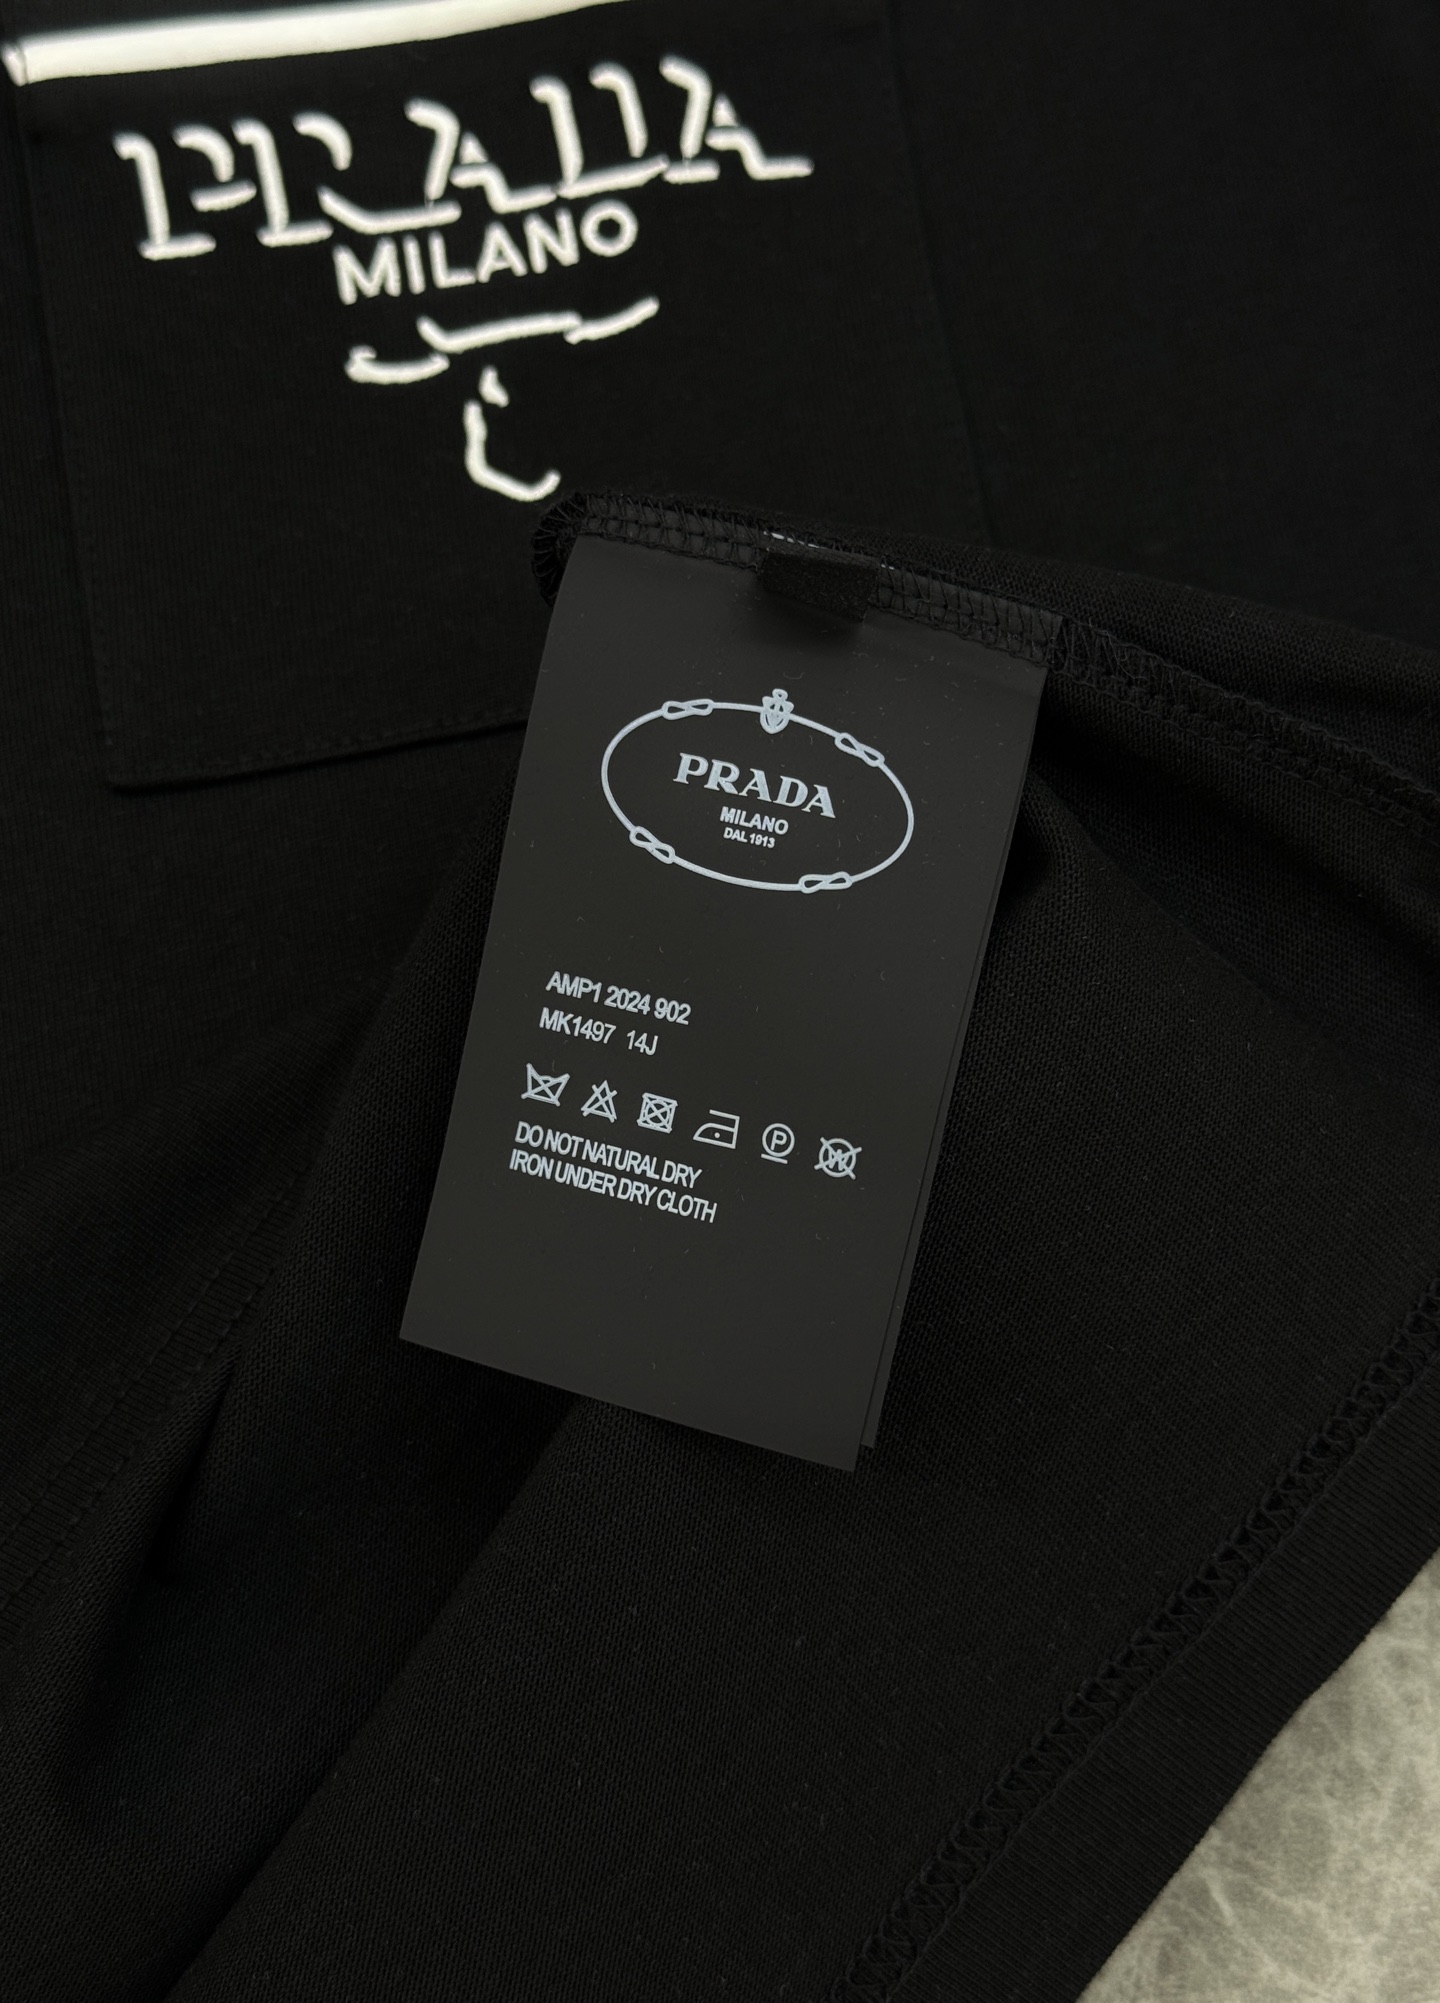 PRADA
MILANO
PRADA
MILANO
DAL 1913
AMP1 2024 902
MK1497 14J
P
W
DO NOT NATURAL DRY
IRON UNDER DRY CLOTH